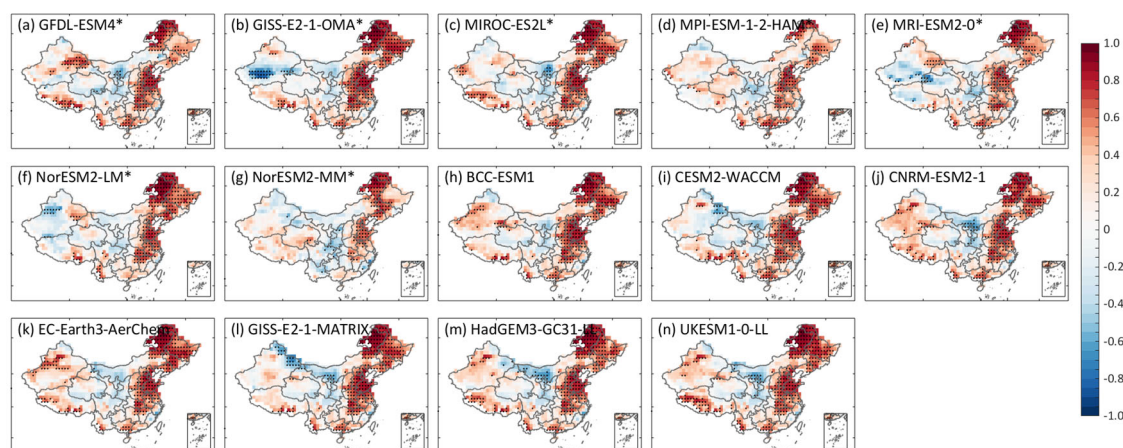 (a) GFDL-ESM4*
(b) GISS-E2-1-OMA*
(c) MIROC-ES2L*
(d) MPI-ESM-1-2-HAM*
(e) MRI-ESM2-0*
1.0
0.8
0.6
0.4
0.2
0
-0.2
-0.4
-0.6
-0.8
-1.0
(f) NorESM2-LM*
(g) NorESM2-MM*
(h) BCC-ESM1
(i) CESM2-WACCM
(j) CNRM-ESM2-1
(k) EC-Earth3-AerChem
(l) GISS-E2-1-MATRIX
(m) HadGEM3-GC31-LL
(n) UKESM1-0-LL